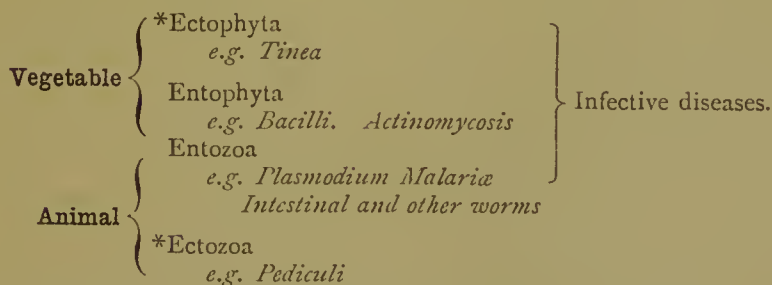 *Ectophyta
e.g. Tinea
Vegetable
Entophyta
e.g. Bacilli. Actinomycosis
Infective diseases.
Entozoa
e.g. Plasmodium Malariæ
Intestinal and other worms
Animal
*Ectozoa
e.g. Pediculi